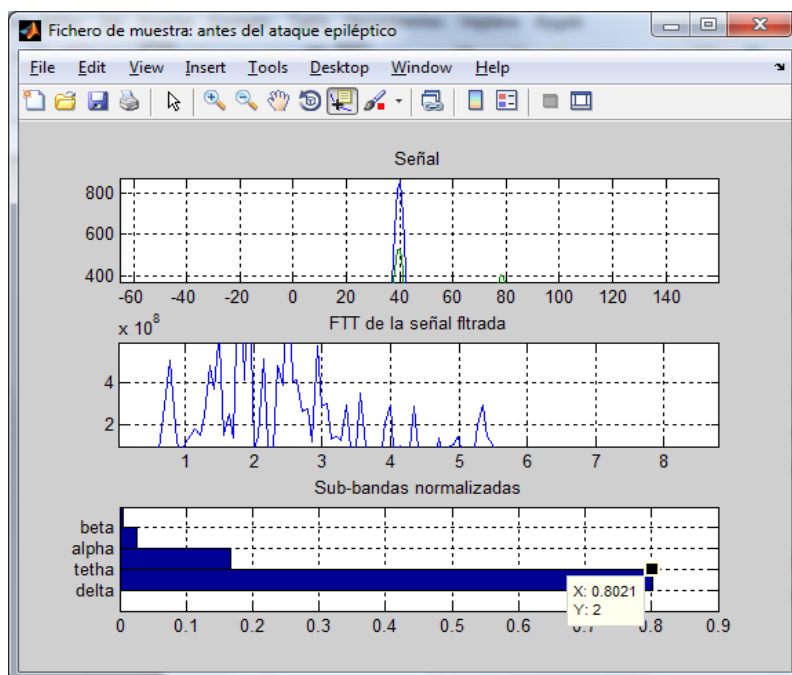 Fichero de muestra: antes del ataque epiléptico
File Edit View Insert Tools Desktop Window Help
Señal
800
600
400
-60 -40 -20 0 20 40 60 80 100 120 140
x 10^8
FTT de la señal fltrada
4
2
1 2 3 4 5 6 7 8
Sub-bandas normalizadas
beta
alpha
tetha
delta
X: 0.8021
Y: 2
0 0.1 0.2 0.3 0.4 0.5 0.6 0.7 0.8 0.9